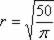 r = √(50/π)